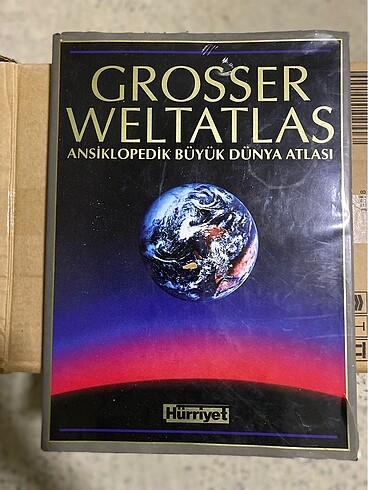 GROSSER
WELTATLAS
ANSİKLOPEDİK BÜYÜK DÜNYA ATLASI
Hürriyet